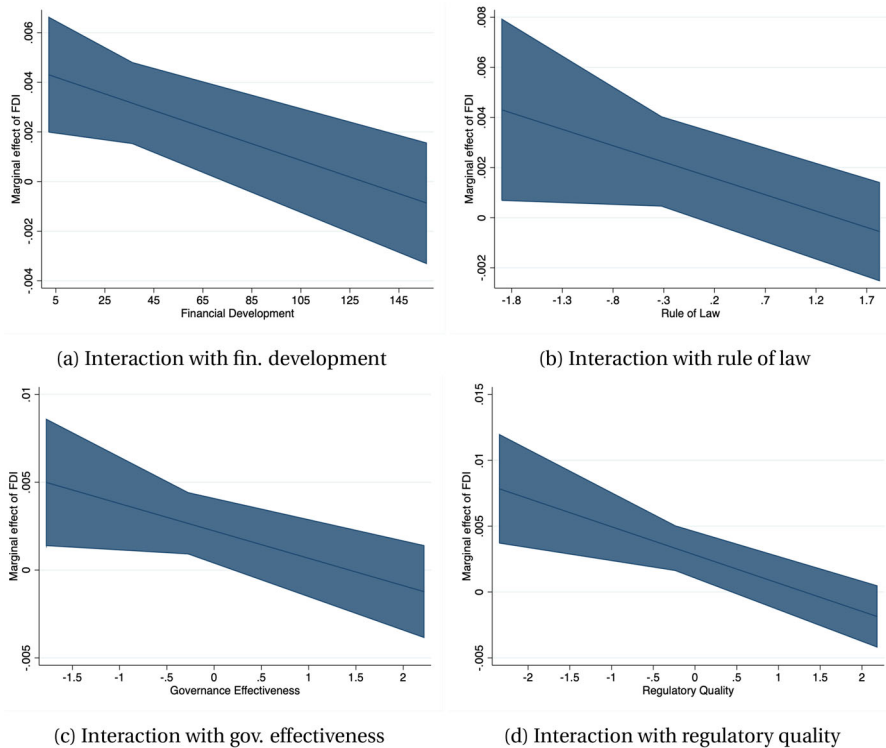 .006
.004
.002
0
-.002
-.004
Marginal effect of FDI
5 25 45 65 85 105 125 145
Financial Development
(a) Interaction with fin. development
.008
.006
.004
.002
0
-.002
Marginal effect of FDI
-1.8 -1.3 -.8 -.3 .2 .7 1.2 1.7
Rule of Law
(b) Interaction with rule of law
.01
.005
0
-.005
Marginal effect of FDI
-1.5 -1 -.5 0 .5 1 1.5 2
Governance Effectiveness
(c) Interaction with gov. effectiveness
.015
.01
.005
0
-.005
Marginal effect of FDI
-2 -1.5 -1 -.5 0 .5 1 1.5 2
Regulatory Quality
(d) Interaction with regulatory quality